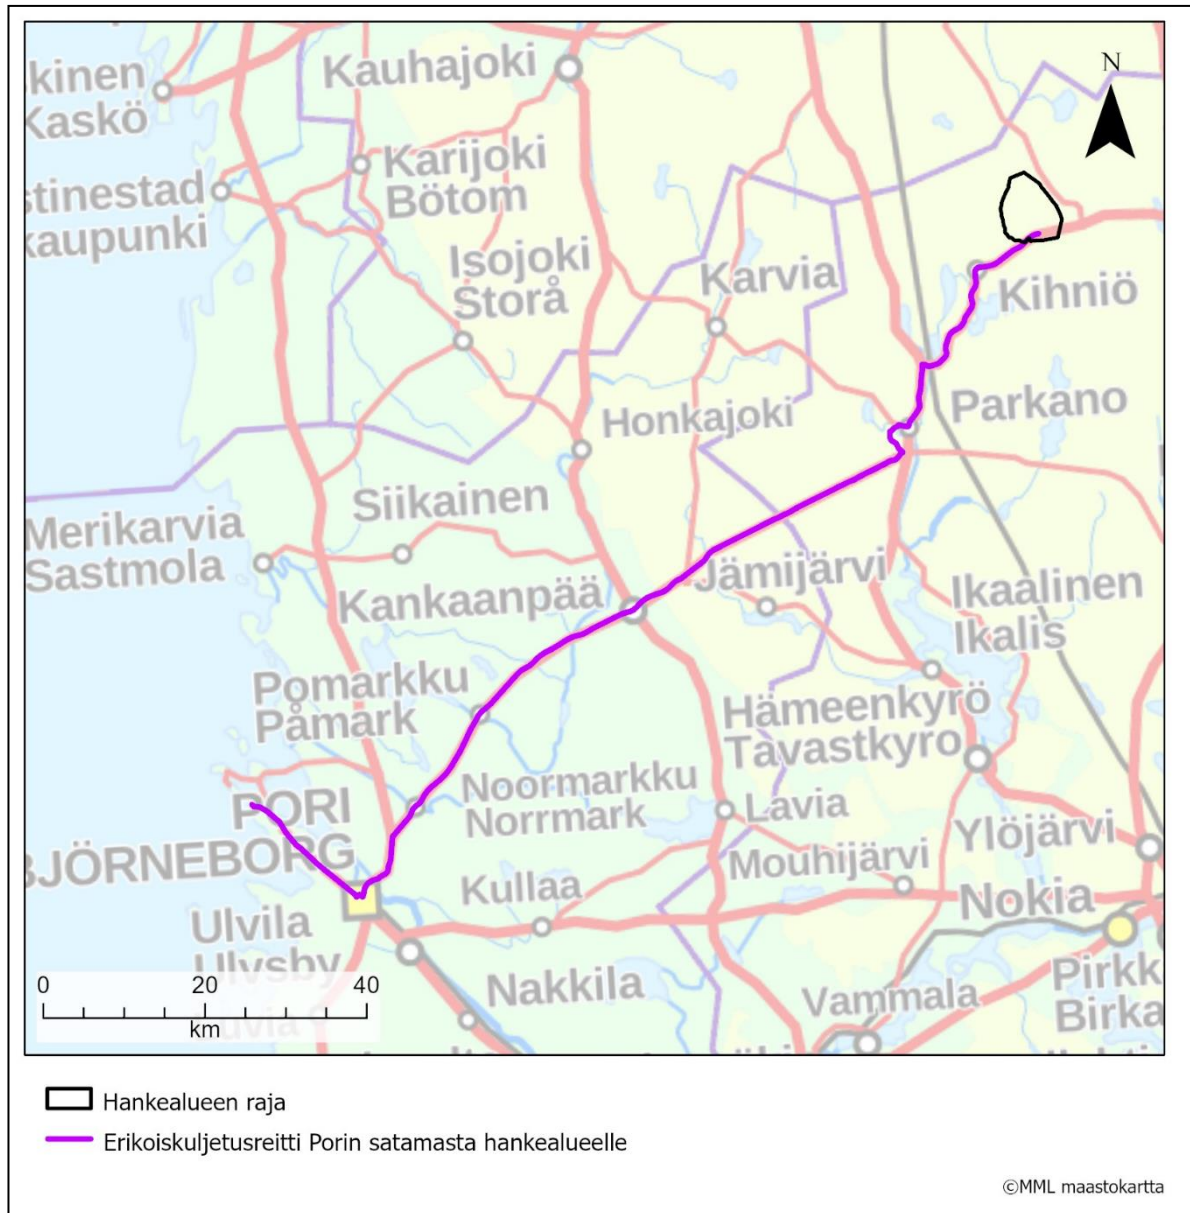 Kauhajoki
N
kinen
Kaskö
Karijoki
Bötom
stinestad
kaupunki
Isojoki
Storå
Karvia
Kihniö
Parkano
Honkajoki
Siikainen
Merikarvia
Sastmola
Jämijärvi
Kankaanpää
Ikaalinen
Ikalis
Pomarkku
Påmark
Hämeenkyrö
Tavastkyro
Noormarkku
Norrmark
PORI
BJÖRNEBORG
Lavia
Ylöjärvi
Mouhijärvi
Kullaa
Nokia
Ulvila
Ulvsby
Nakkila
Pirkk
Birka
Vammala
0 20 40
km
Hankealueen raja
Erikoiskuljetusreitti Porin satamasta hankealueelle
©MML maastokartta